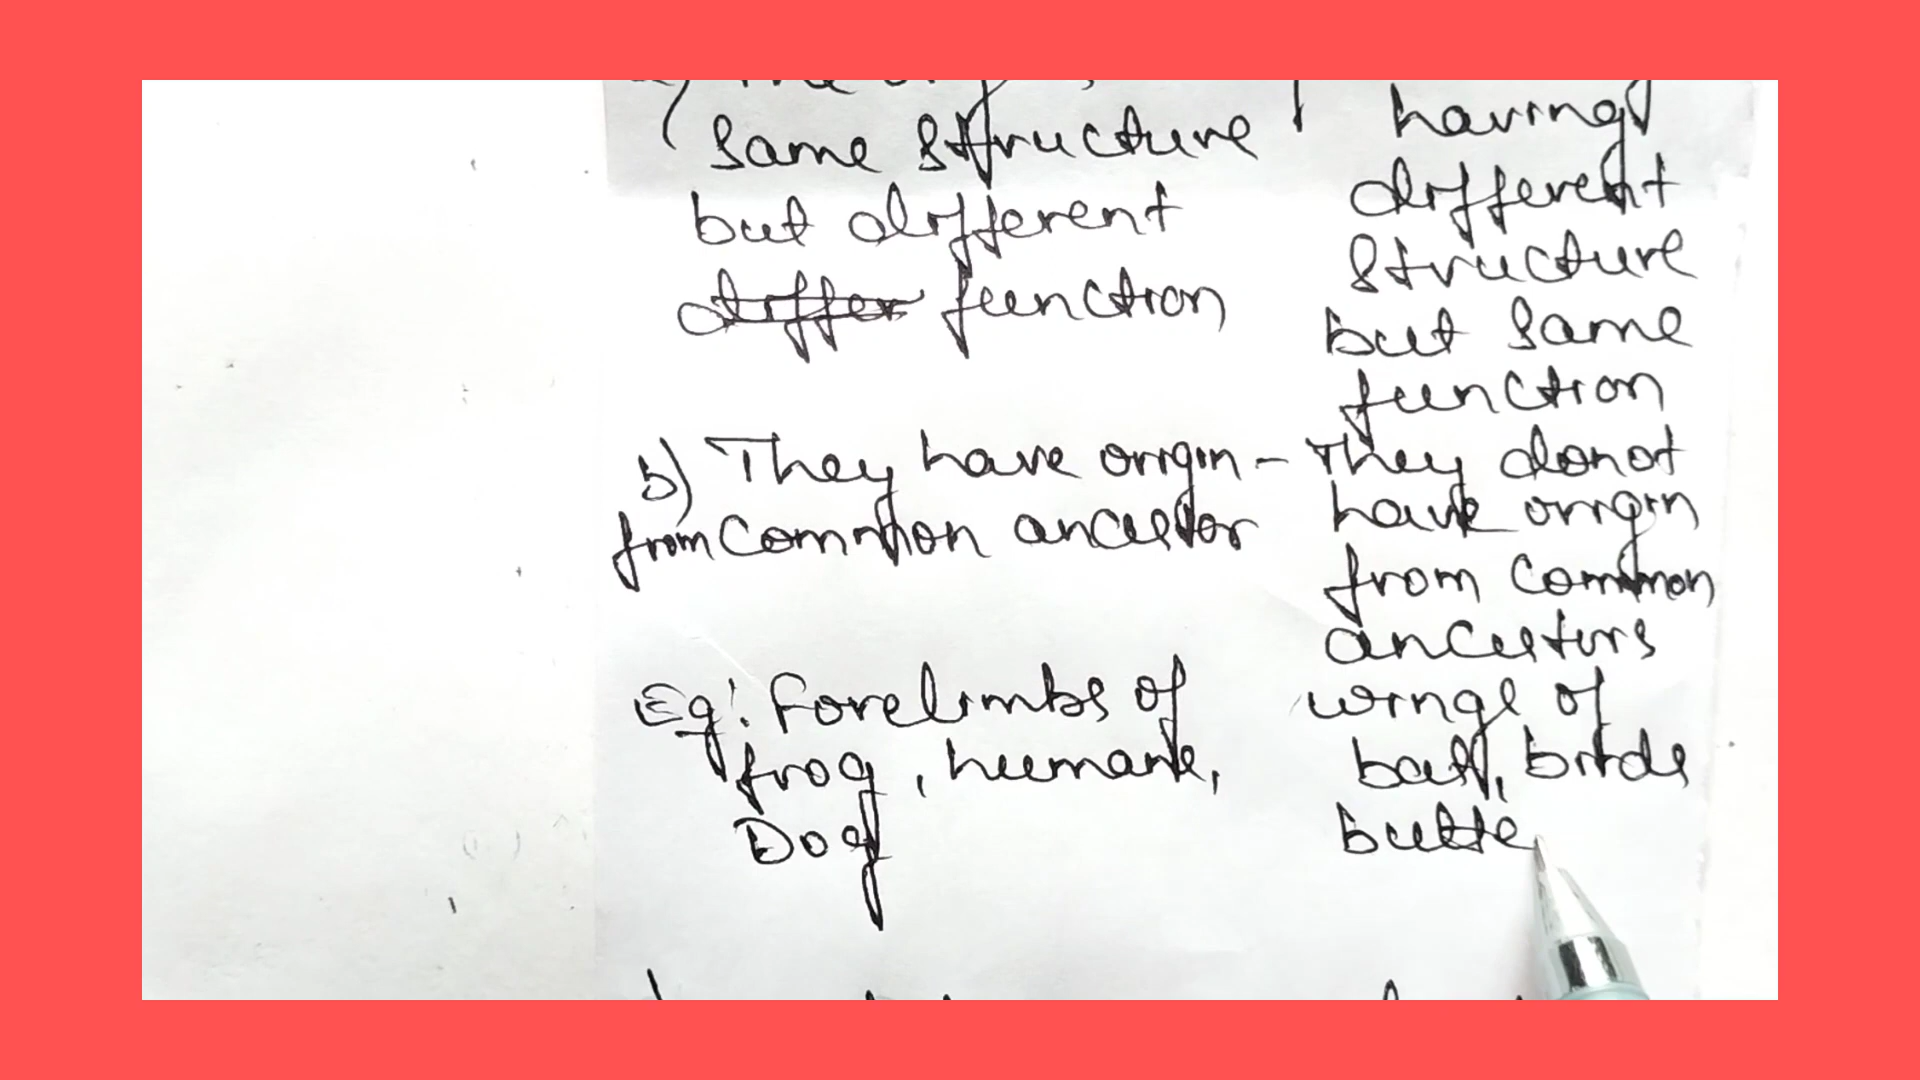 Same structure
but different
differ function
b) They have origin -
from common ancestor
Eg: Forelimbs of
frog, humans,
Dog
having
different
structure
but same
function
They donot
have origin
from common
ancestors
wings of
bat, birds
butte